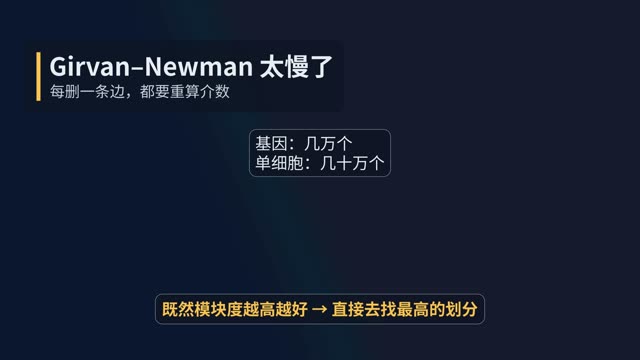 Girvan–Newman 太慢了
每删一条边，都要重算介数
基因：几万个
单细胞：几十万个
既然模块度越高越好 → 直接去找最高的划分